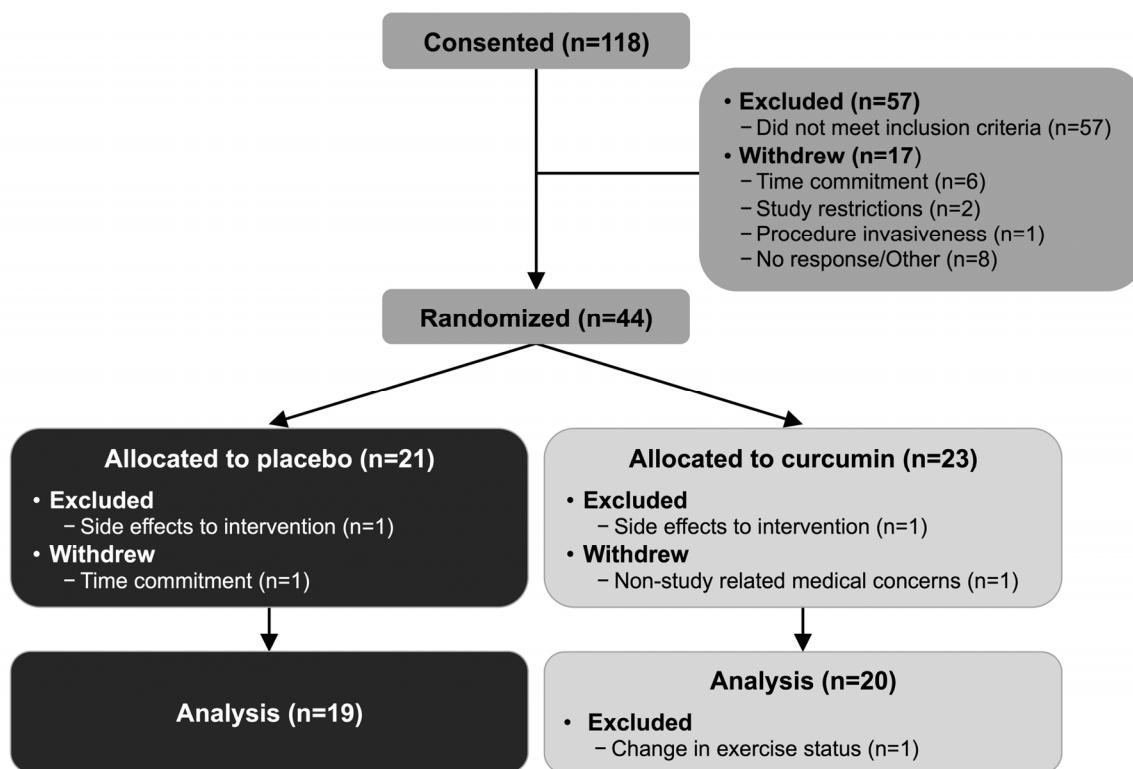 Consented (n=118)
• Excluded (n=57)
– Did not meet inclusion criteria (n=57)
• Withdrew (n=17)
– Time commitment (n=6)
– Study restrictions (n=2)
– Procedure invasiveness (n=1)
– No response/Other (n=8)
Randomized (n=44)
Allocated to placebo (n=21)
• Excluded
– Side effects to intervention (n=1)
• Withdrew
– Time commitment (n=1)
Allocated to curcumin (n=23)
• Excluded
– Side effects to intervention (n=1)
• Withdrew
– Non-study related medical concerns (n=1)
Analysis (n=19)
Analysis (n=20)
• Excluded
– Change in exercise status (n=1)